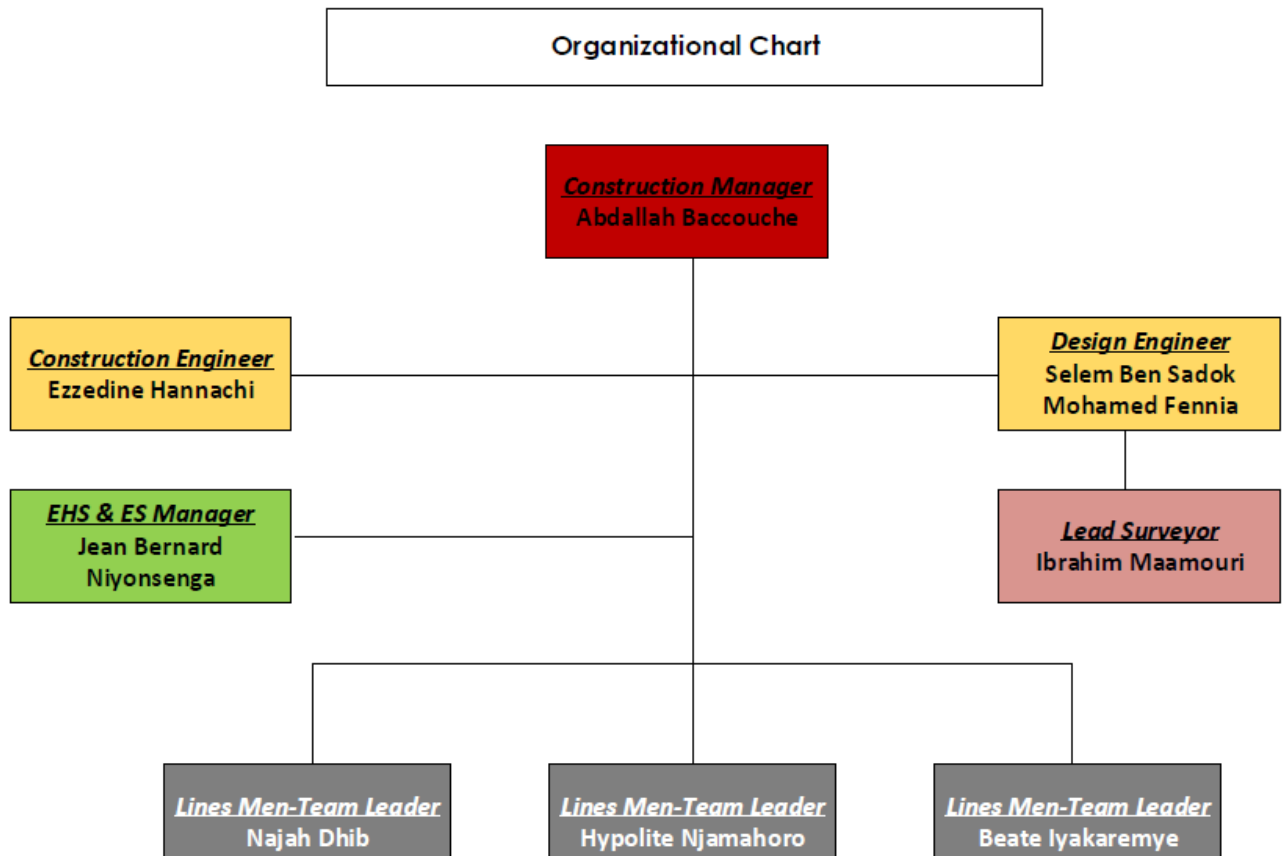 Organizational Chart
Construction Manager
Abdallah Baccouche
Construction Engineer
Ezzedine Hannachi
Design Engineer
Selem Ben Sadok
Mohamed Fennia
EHS & ES Manager
Jean Bernard
Niyonsenga
Lead Surveyor
Ibrahim Maamouri
Lines Men-Team Leader
Najah Dhib
Lines Men-Team Leader
Hypolite Njamahoro
Lines Men-Team Leader
Beate Iyakaremye